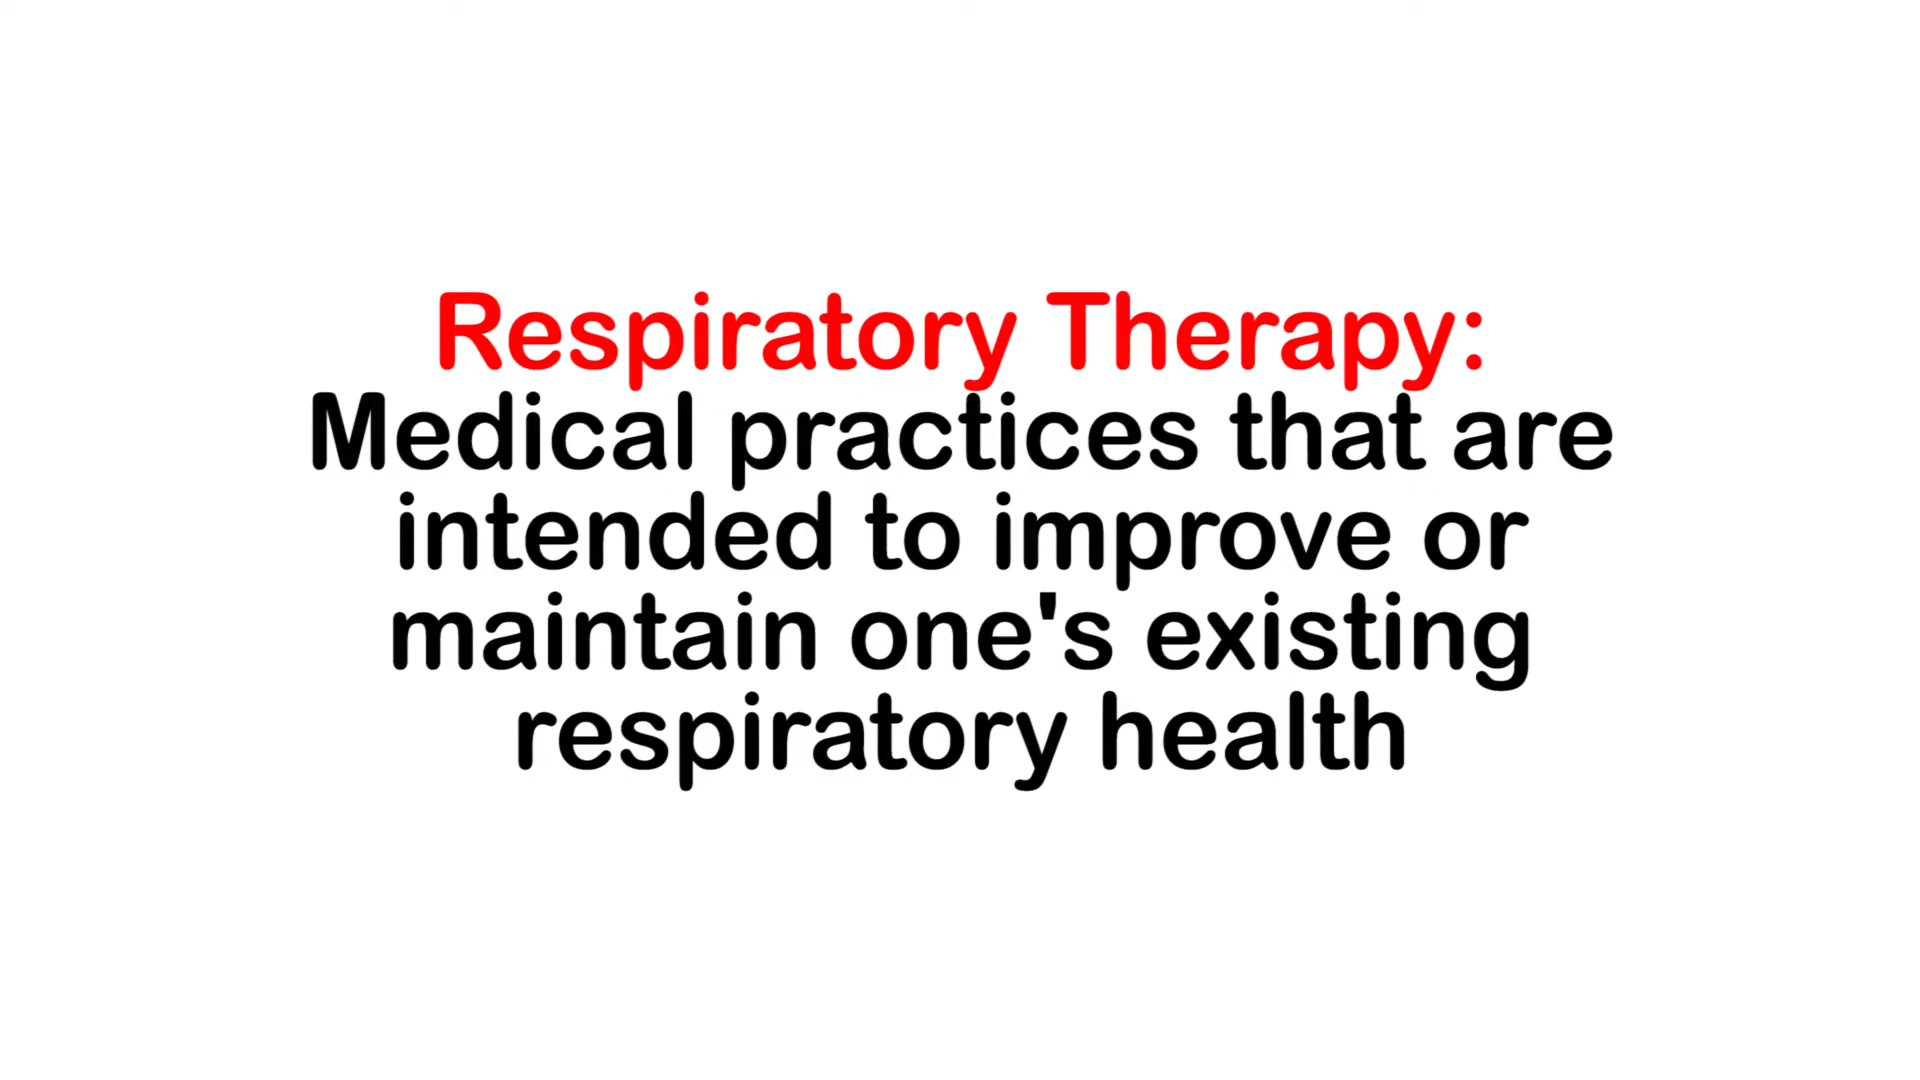 Respiratory Therapy:
Medical practices that are
intended to improve or
maintain one's existing
respiratory health